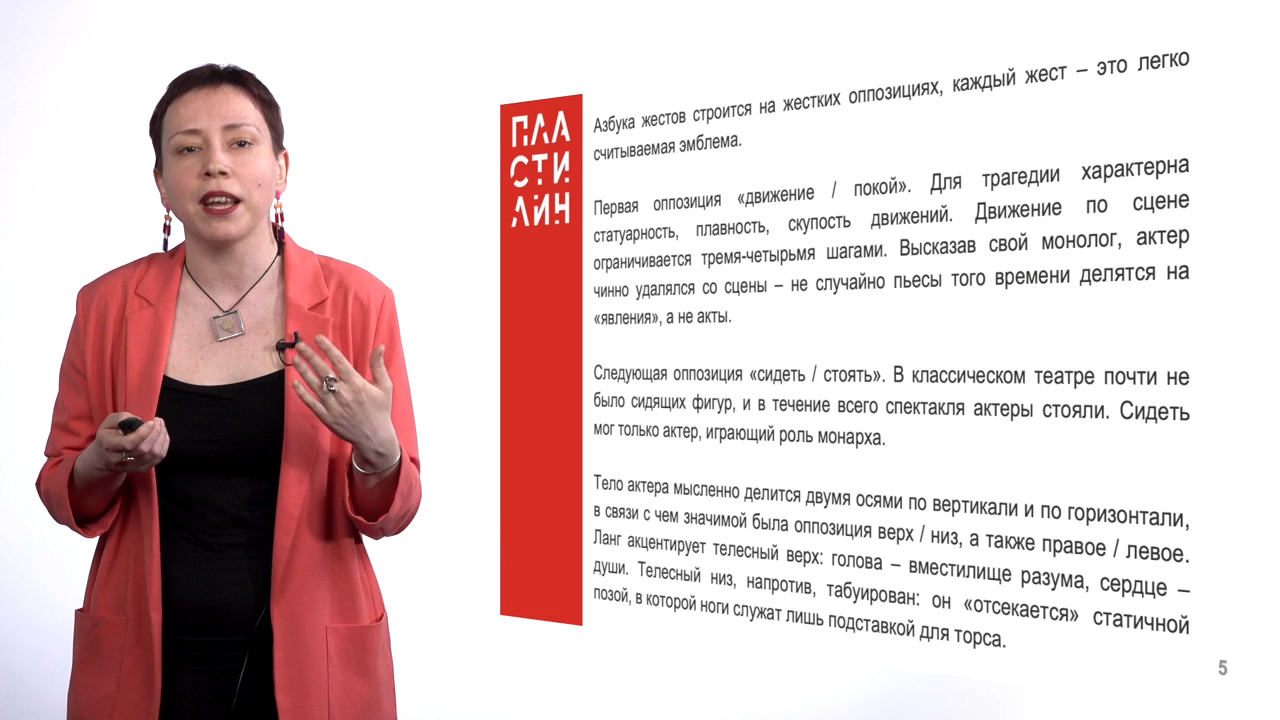 ПЛА
СТИ
ЛИН
Азбука жестов строится на жестких оппозициях, каждый жест – это легко
считываемая эмблема.
Первая оппозиция «движение / покой». Для трагедии характерна
статуарность, плавность, скупость движений. Движение по сцене
ограничивается тремя-четырьмя шагами. Высказав свой монолог, актер
чинно удалялся со сцены – не случайно пьесы того времени делятся на
«явления», а не акты.
Следующая оппозиция «сидеть / стоять». В классическом театре почти не
было сидящих фигур, и в течение всего спектакля актеры стояли. Сидеть
мог только актер, играющий роль монарха.
Тело актера мысленно делится двумя осями по вертикали и по горизонтали,
в связи с чем значимой была оппозиция верх / низ, а также правое / левое.
Ланг акцентирует телесный верх: голова – вместилище разума, сердце –
души. Телесный низ, напротив, табуирован: он «отсекается» статичной
позой, в которой ноги служат лишь подставкой для торса.
5